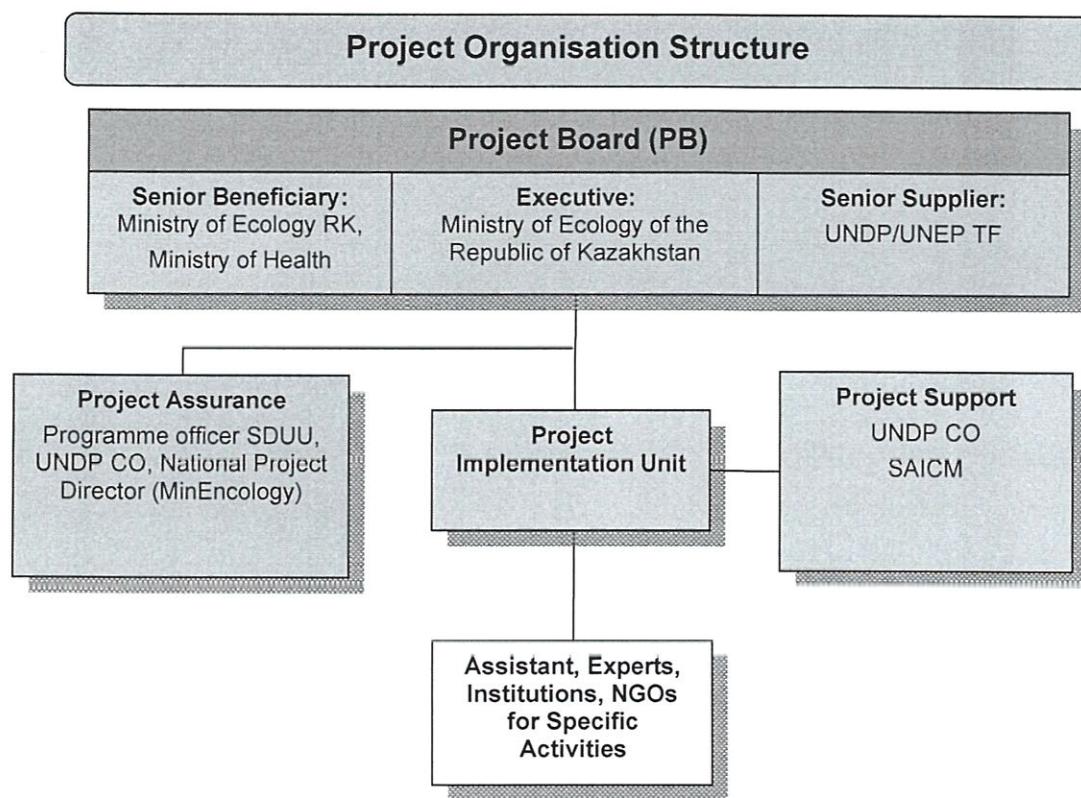 Project Organisation Structure
Project Board (PB)
Senior Beneficiary:
Ministry of Ecology RK,
Ministry of Health
Executive:
Ministry of Ecology of the
Republic of Kazakhstan
Senior Supplier:
UNDP/UNEP TF
Project Assurance
Programme officer SDUU,
UNDP CO, National Project
Director (MinEncology)
Project
Implementation Unit
Project Support
UNDP CO
SAICM
Assistant, Experts,
Institutions, NGOs
for Specific
Activities